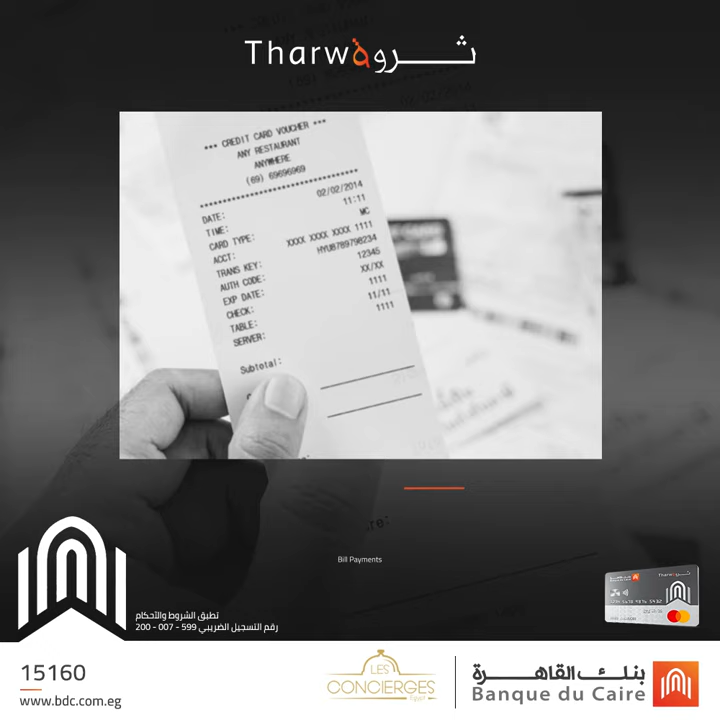 Tharwa ثروة
*** CREDIT CARD VOUCHER ***
ANY RESTAURANT
ANYWHERE
(69) 69696969
02/02/2014
DATE: 11:11
TIME: MC
CARD TYPE: XXXX XXXX XXXX 1111
ACCT: HYU8789798234
TRANS KEY: 12345
AUTH CODE: XX/XX
EXP DATE: 1111
CHECK: 11/11
TABLE: 1111
SERVER:
Subtotal:
Bill Payments
تطبق الشروط والأحكام
رقم التسجيل الضريبي 599 - 007 - 200
15160
www.bdc.com.eg
LES
CONCIERGES
Egypt
بنك القاهرة
Banque du Caire